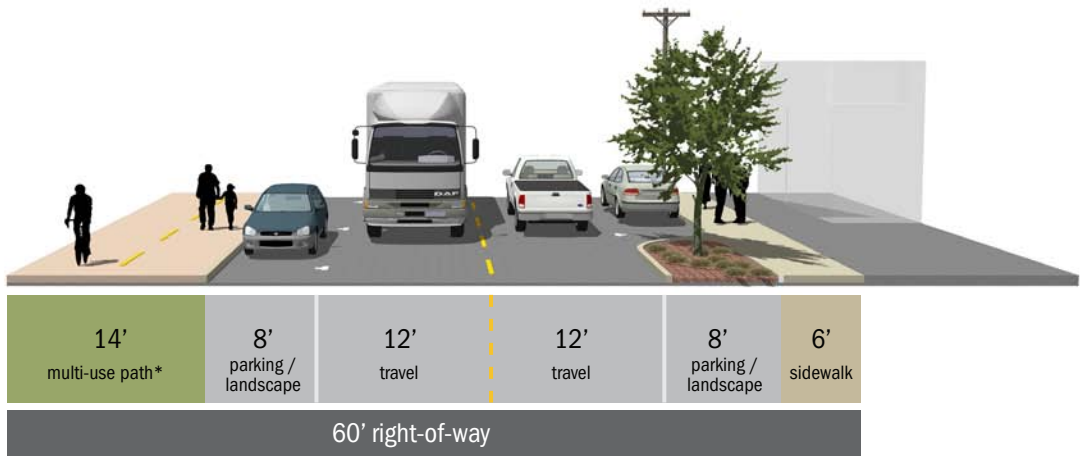 DAF
14’
multi-use path*
8’
parking /
landscape
12’
travel
12’
travel
8’
parking /
landscape
6’
sidewalk
60’ right-of-way